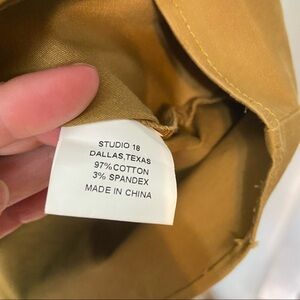 STUDIO 18
DALLAS,TEXAS
97% COTTON
3% SPANDEX
MADE IN CHINA